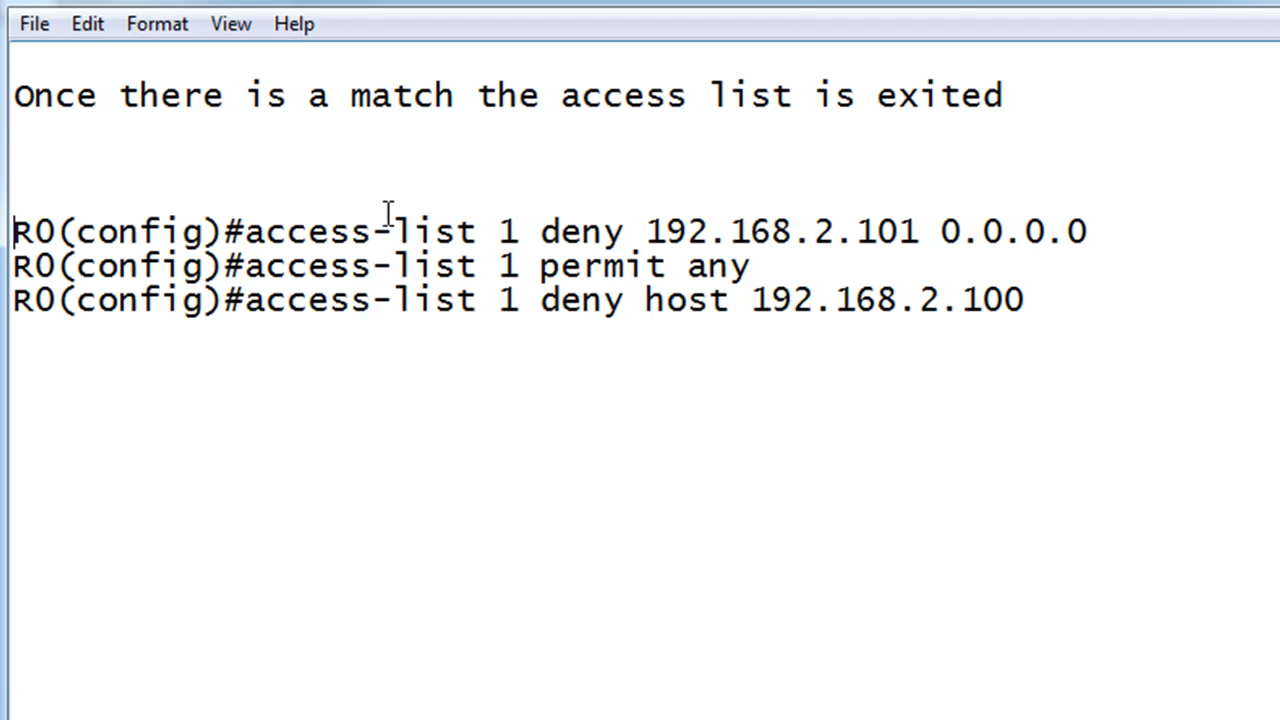 File Edit Format View Help
Once there is a match the access list is exited
R0(config)#access-list 1 deny 192.168.2.101 0.0.0.0
R0(config)#access-list 1 permit any
R0(config)#access-list 1 deny host 192.168.2.100